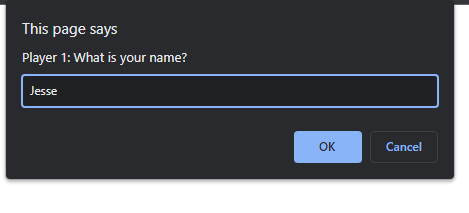 This page says
Player 1: What is your name?
Jesse
OK
Cancel